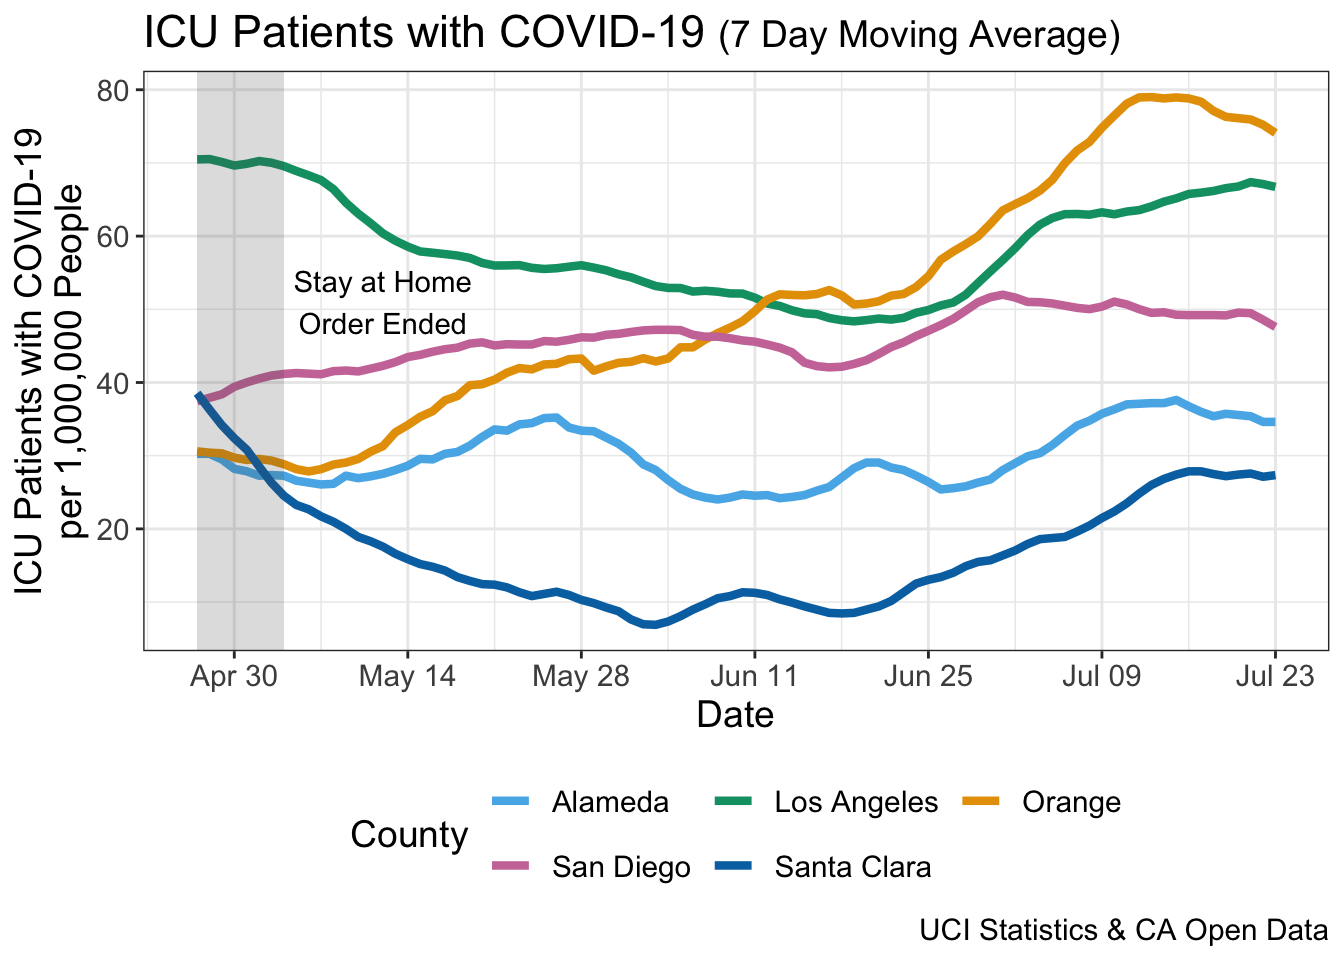 ICU Patients with COVID-19 (7 Day Moving Average)
ICU Patients with COVID-19
per 1,000,000 People
80
60
40
20
Stay at Home
Order Ended
Apr 30 May 14 May 28 Jun 11 Jun 25 Jul 09 Jul 23
Date
County
Alameda Los Angeles Orange
San Diego Santa Clara
UCI Statistics & CA Open Data